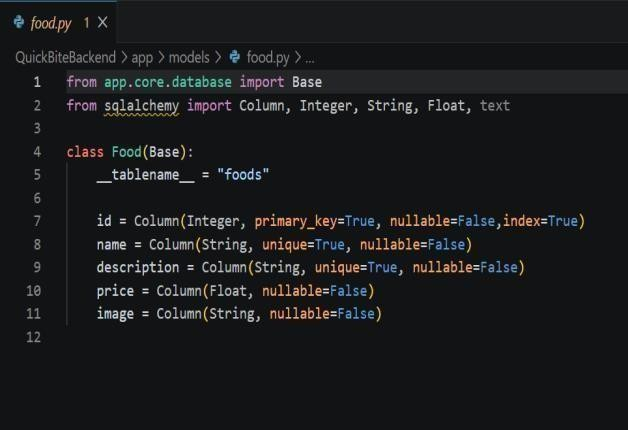 food.py 1 X
QuickBiteBackend > app > models > food.py > ...
1 from app.core.database import Base
2 from sqlalchemy import Column, Integer, String, Float, text
3
4 class Food(Base):
5     __tablename__ = "foods"
6
7     id = Column(Integer, primary_key=True, nullable=False,index=True)
8     name = Column(String, unique=True, nullable=False)
9     description = Column(String, unique=True, nullable=False)
10     price = Column(Float, nullable=False)
11     image = Column(String, nullable=False)
12